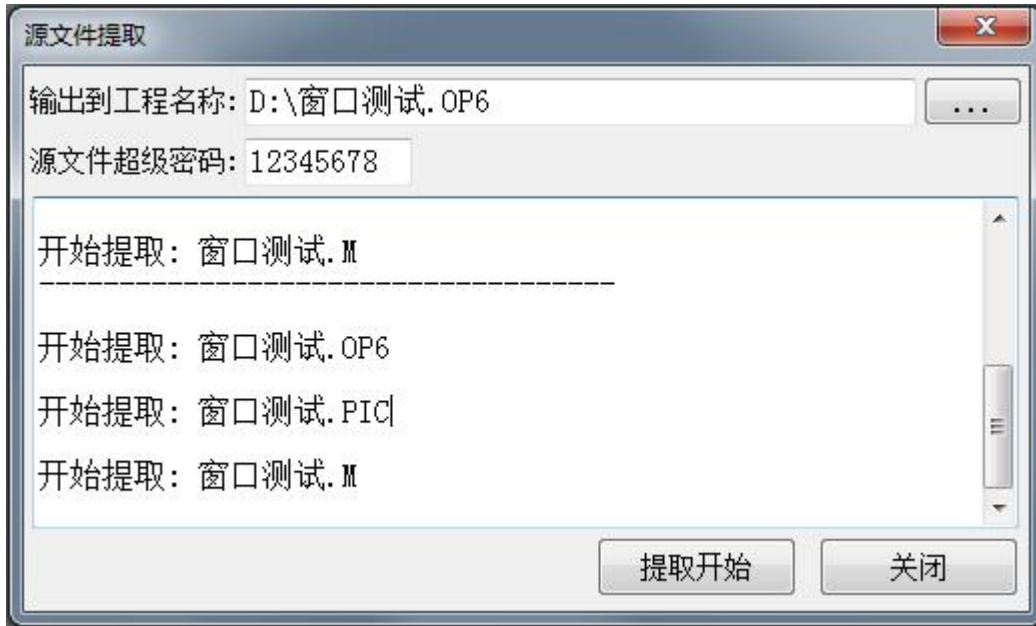 源文件提取
输出到工程名称: D:\窗口测试.OP6 ...
源文件超级密码: 12345678
开始提取: 窗口测试.M
------------------------------------
开始提取: 窗口测试.OP6
开始提取: 窗口测试.PIC
开始提取: 窗口测试.M
提取开始 关闭